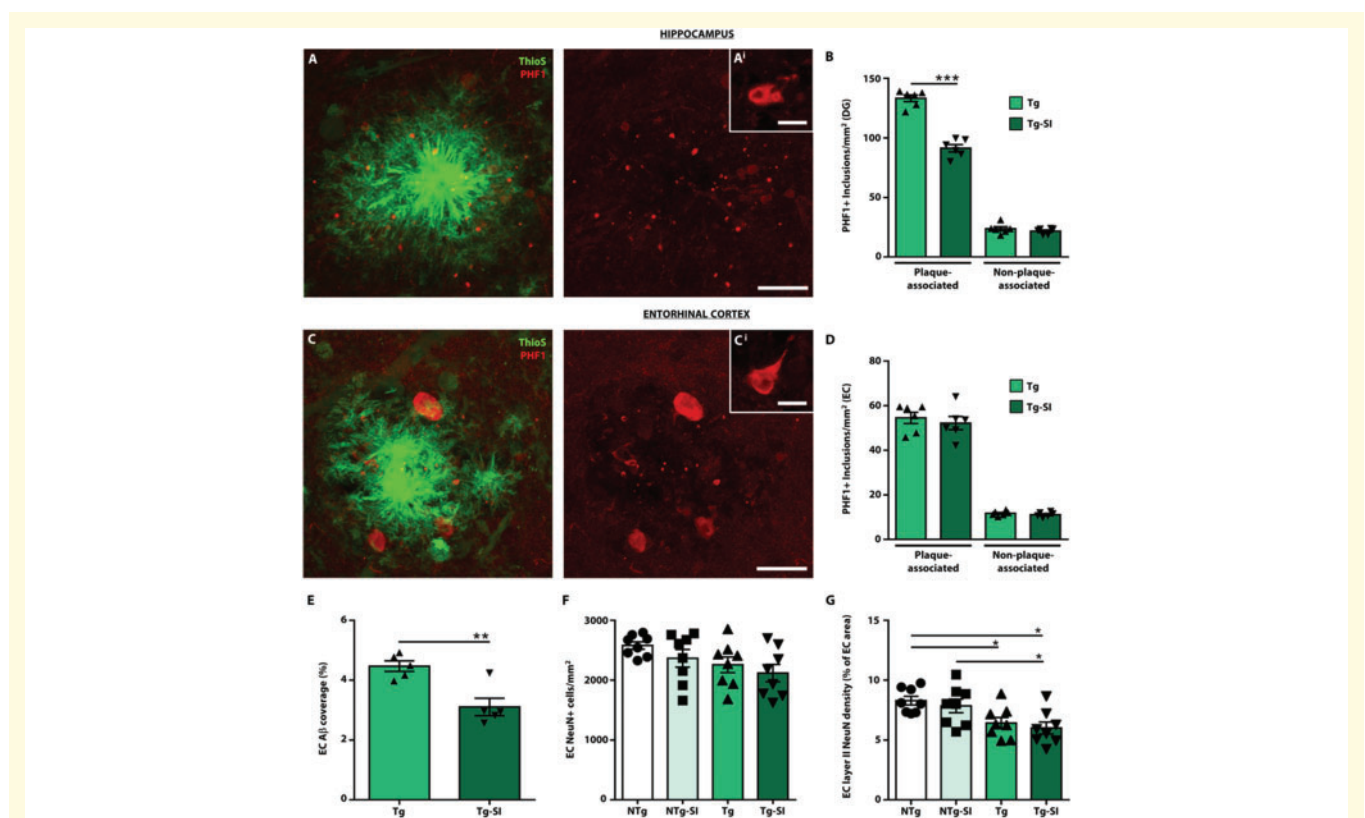 HIPPOCAMPUS
A
ThioS
PHF1
Aⁱ
B
PHF1+ Inclusions/mm² (DG)
150
100
50
0
***
Tg
Tg-SI
Plaque-
associated
Non-plaque-
associated
ENTORHINAL CORTEX
C
ThioS
PHF1
Cⁱ
D
PHF1+ Inclusions/mm² (EC)
80
60
40
20
0
Tg
Tg-SI
Plaque-
associated
Non-plaque-
associated
E
EC Aβ coverage (%)
6
4
2
0
**
Tg
Tg-SI
F
EC NeuN+ cells/mm²
3000
2000
1000
0
NTg
NTg-SI
Tg
Tg-SI
G
EC layer II NeuN density (% of EC area)
15
10
5
0
*
*
*
NTg
NTg-SI
Tg
Tg-SI